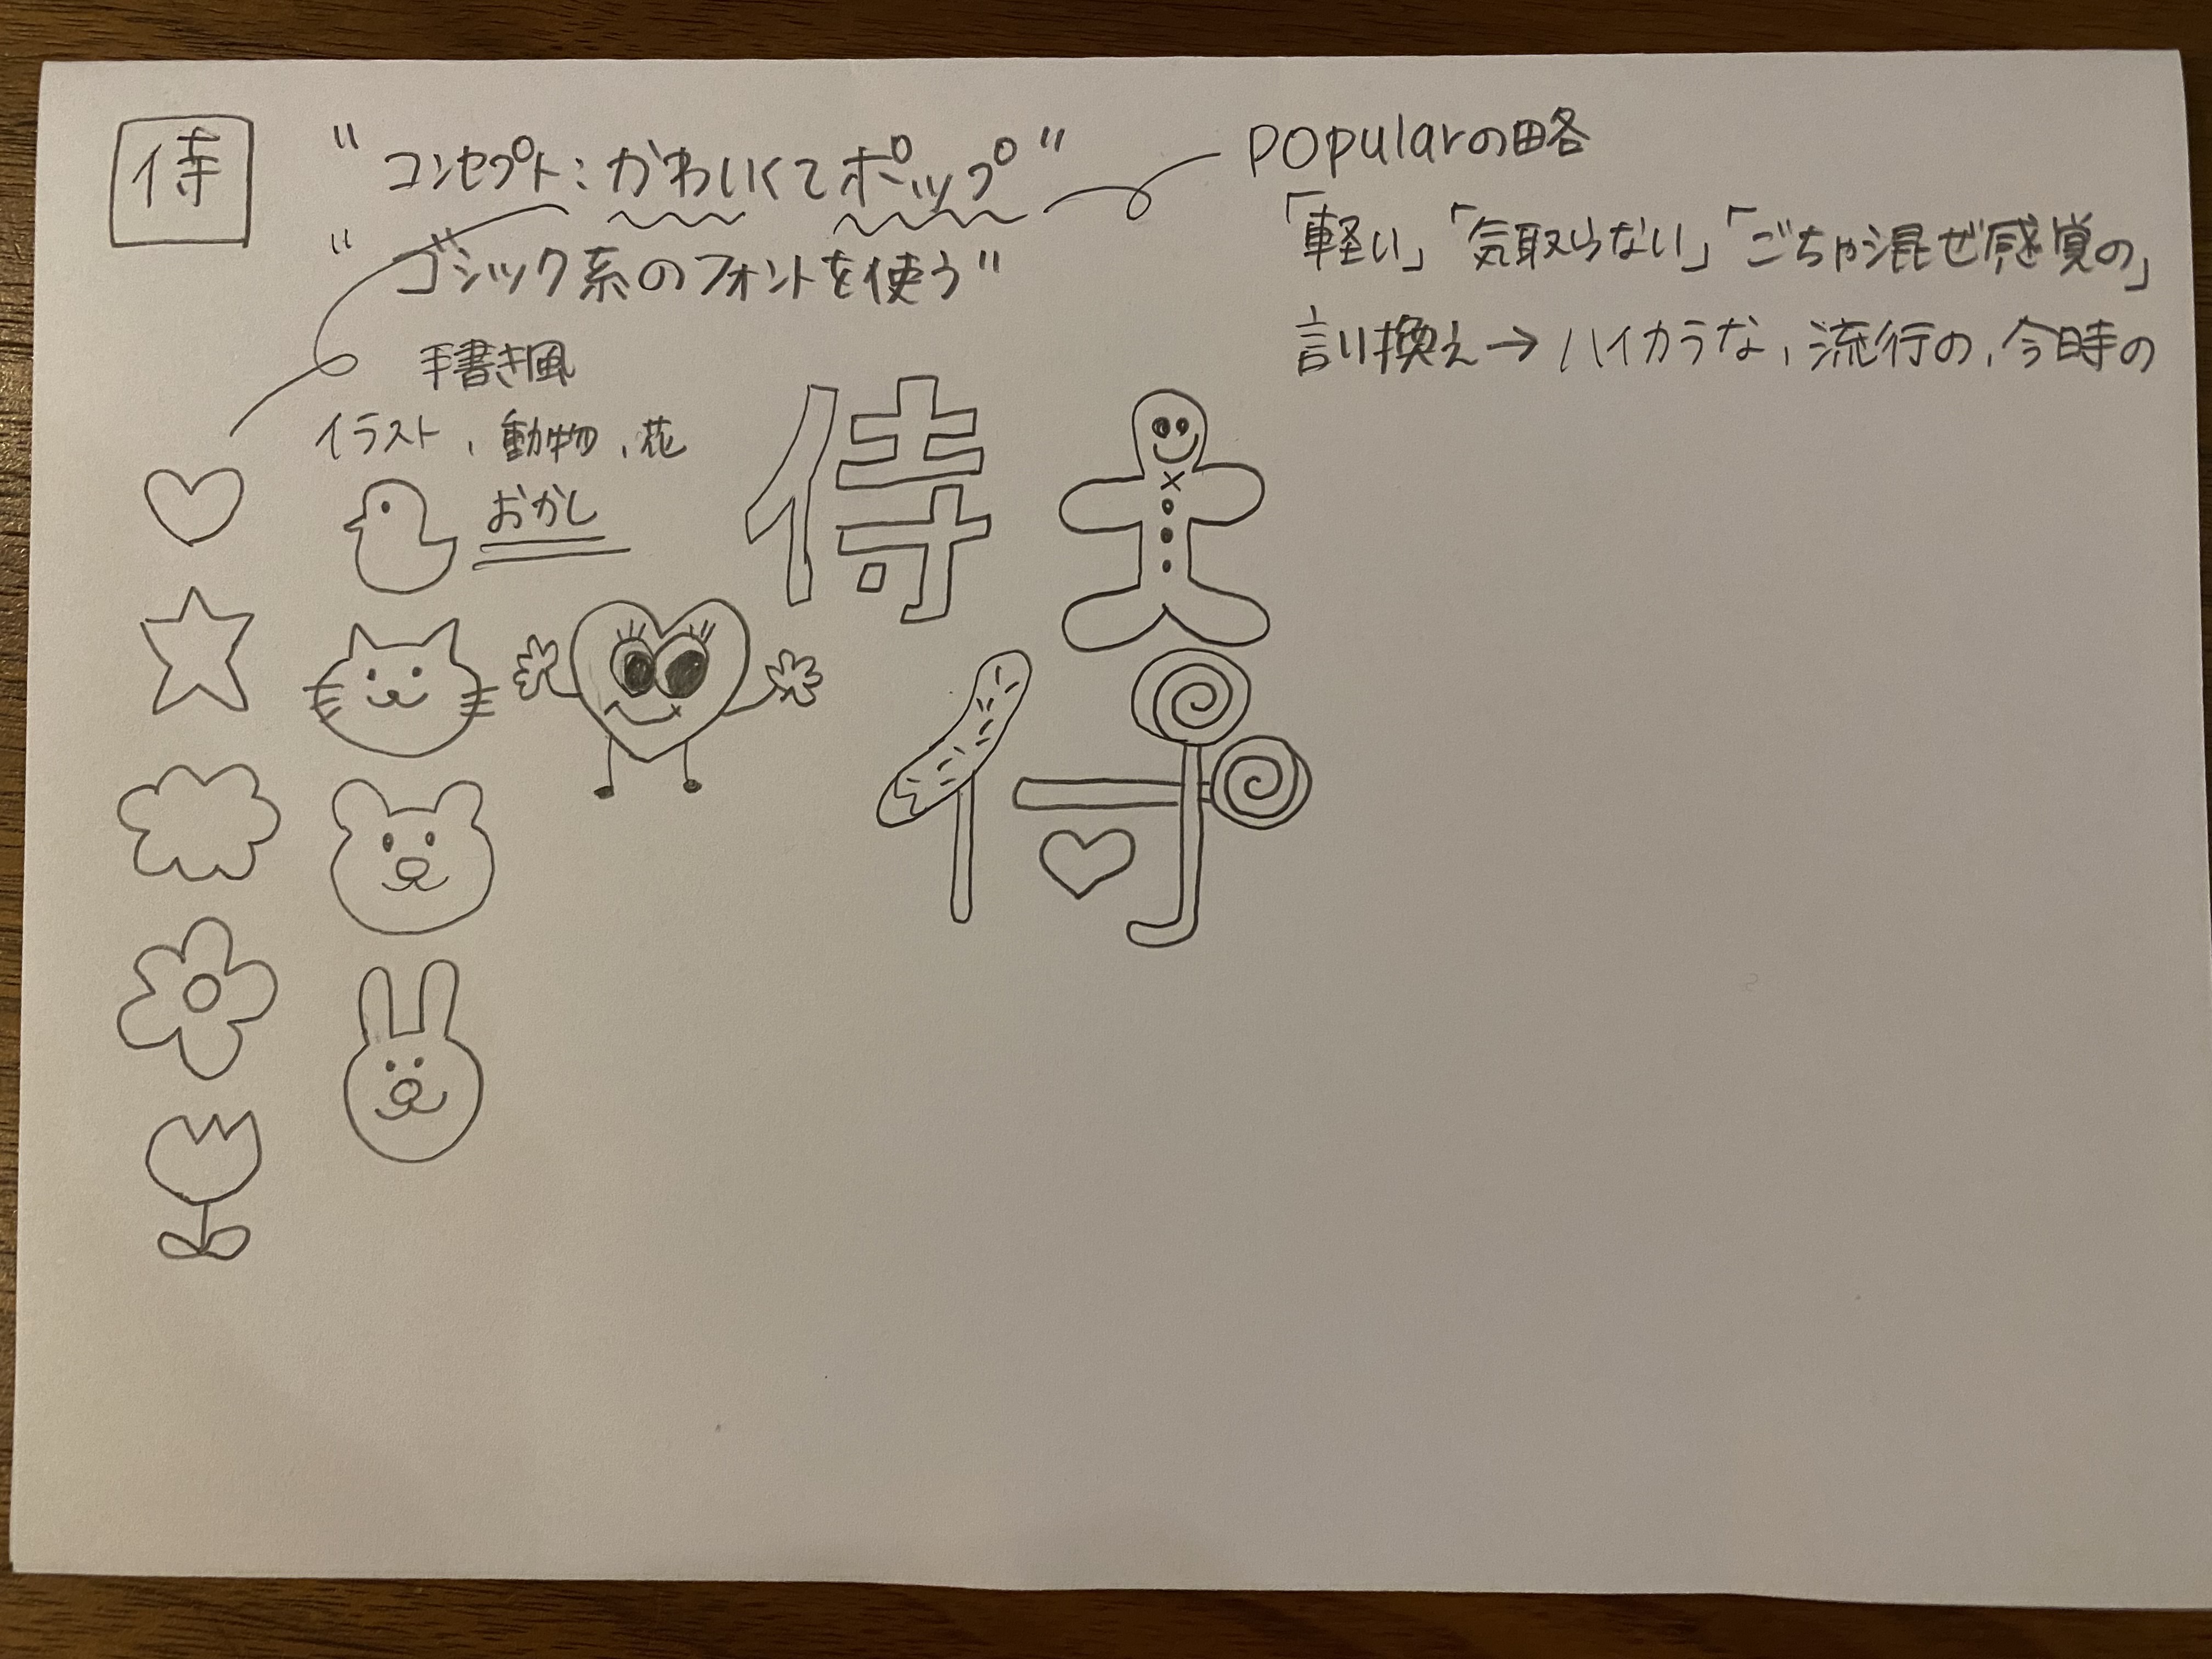 侍
"コンセプト:かわいくてポップ"
"ゴシック系のフォントを使う"
popularの略
「軽い」「気取らない」「ごちゃ混ぜ感覚の」
言い換え→ハイカラな、流行の、今時の
手書き風
イラスト、動物、花
おかし
侍
侍